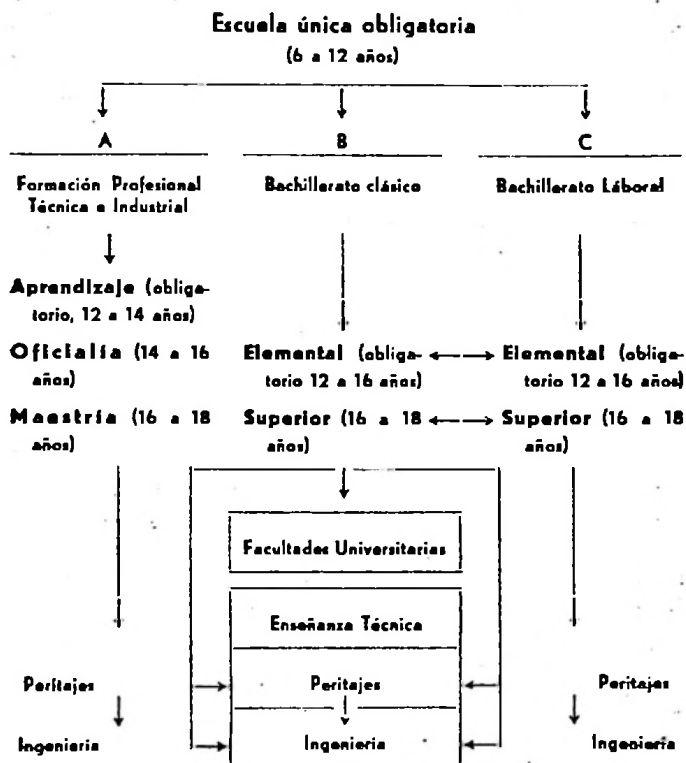 Escuela única obligatoria
(6 a 12 años)
A
B
C
Formación Profesional
Técnica e Industrial
Bachillerato clásico
Bachillerato Láboral
Aprendizaje (obliga-
torio, 12 a 14 años)
Oficialía (14 a 16
años)
Elemental (obliga-
torio 12 a 16 años)
Elemental (obliga-
torio 12 a 16 años)
Maestría (16 a 18
años)
Superior (16 a 18
años)
Superior (16 a 18
años)
Facultades Universitarias
Enseñanza Técnica
Peritajes
Peritajes
Peritajes
Ingeniería
Ingeniería
Ingeniería